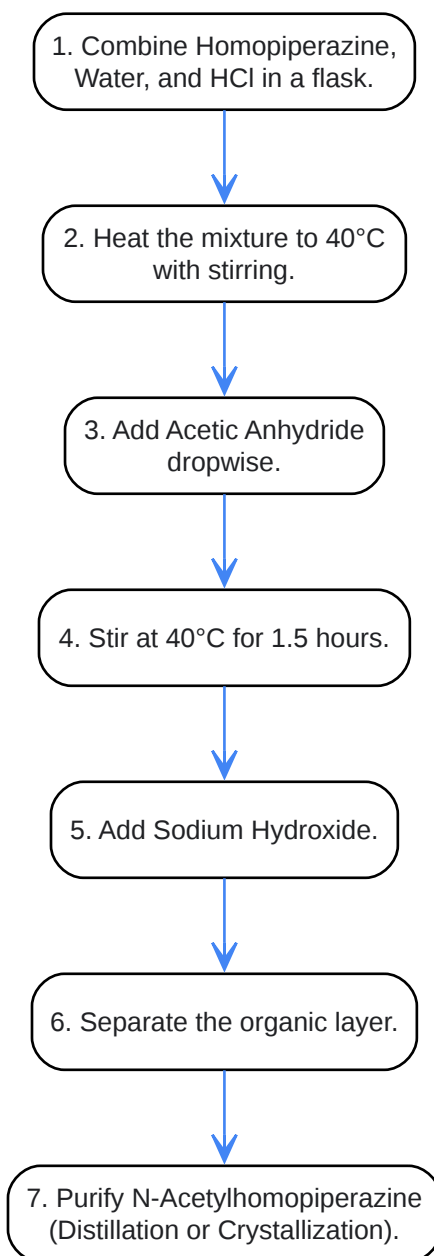 1. Combine Homopiperazine,
Water, and HCl in a flask.
2. Heat the mixture to 40°C
with stirring.
3. Add Acetic Anhydride
dropwise.
4. Stir at 40°C for 1.5 hours.
5. Add Sodium Hydroxide.
6. Separate the organic layer.
7. Purify N-Acetylhomopiperazine
(Distillation or Crystallization).